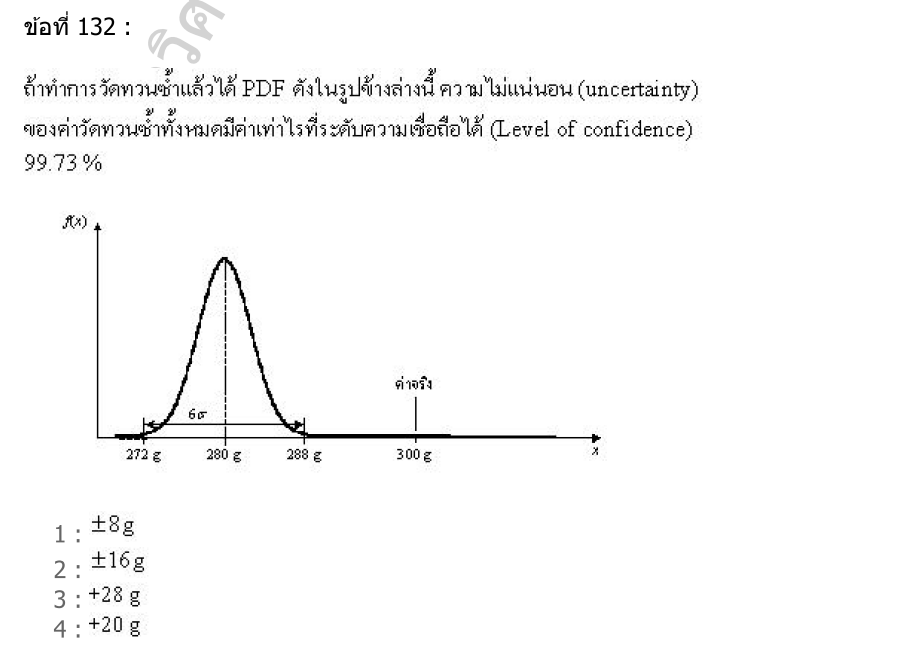 ข้อที่ 132 :
ถ้าทำการวัดทวนซ้ำแล้วได้ PDF ดังในรูปข้างล่างนี้ ความไม่แน่นอน (uncertainty)
ของค่าวัดทวนซ้ำทั้งหมดมีค่าเท่าไรที่ระดับความเชื่อถือได้ (Level of confidence)
99.73 %
f(x)
ค่าจริง
6σ
272 g 280 g 288 g 300 g x
1 : ±8 g
2 : ±16 g
3 : +28 g
4 : +20 g